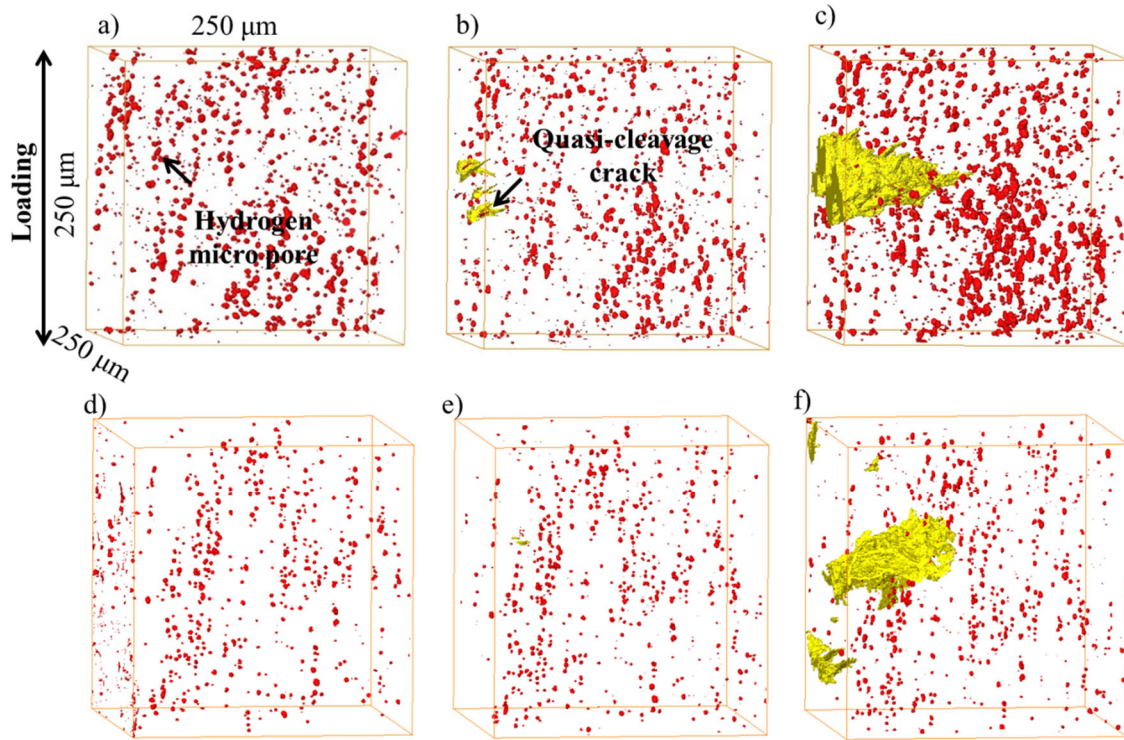 a)
250 μm
b)
c)
Loading
250 μm
Hydrogen
micro pore
250 μm
Quasi-cleavage
crack
d)
e)
f)